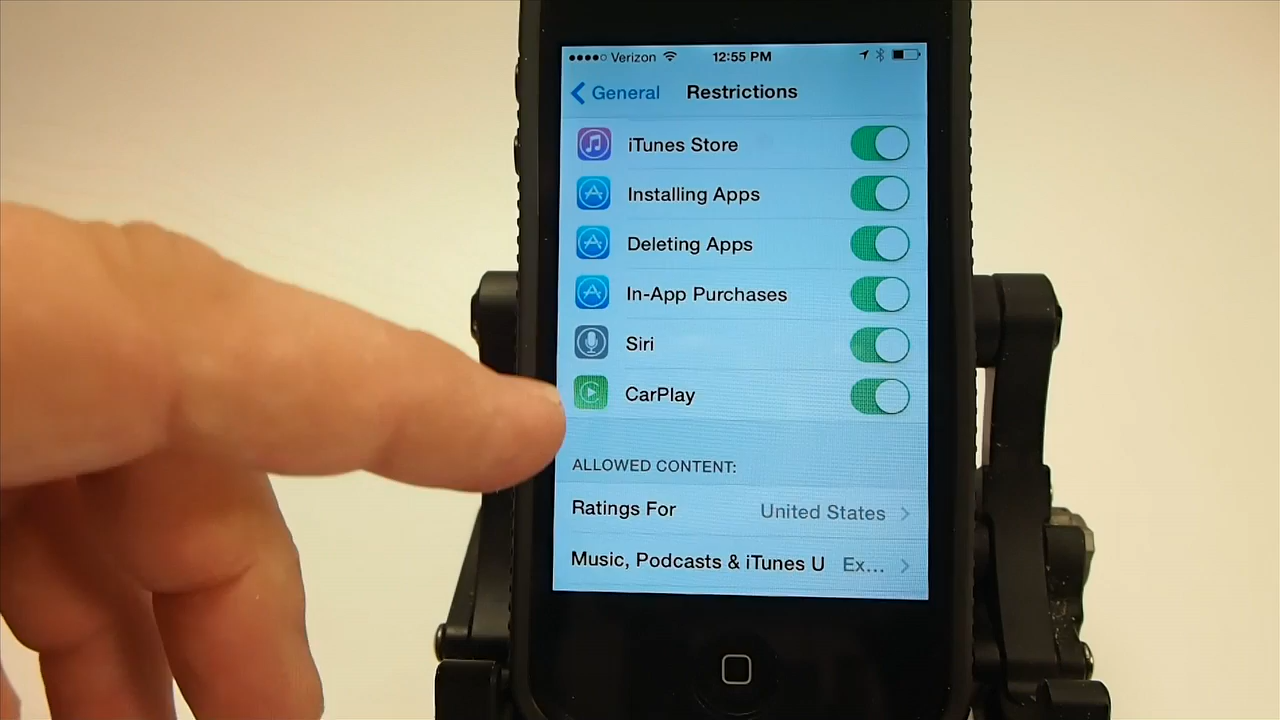 Verizon 12:55 PM
General Restrictions
iTunes Store
Installing Apps
Deleting Apps
In-App Purchases
Siri
CarPlay
ALLOWED CONTENT:
Ratings For United States
Music, Podcasts & iTunes U Ex...